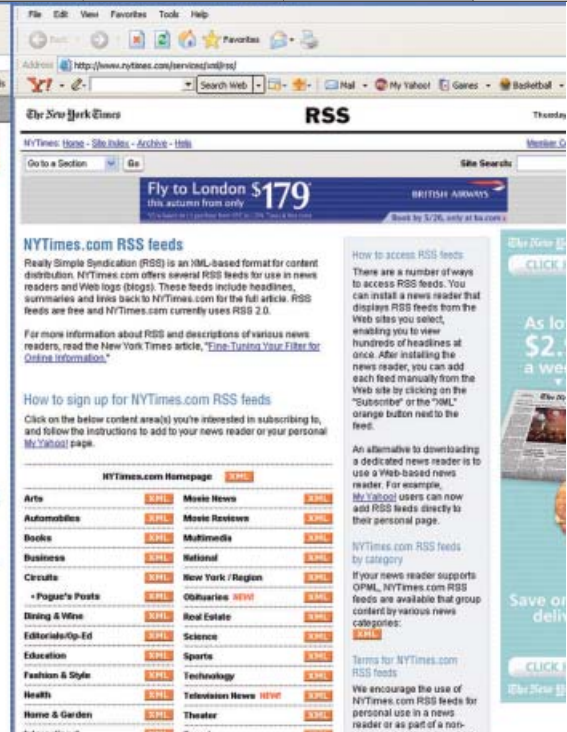 File Edit View Favorites Tools Help
Back Favorites
Address http://www.nytimes.com/services/xml/rss/
Y! Search Web Mail My Yahoo! Games Basketball
The New York Times RSS Thursday
NYTimes: Home - Site Index - Archive - Help Member Ce
Go to a Section Go Site Search:
Fly to London $179
this autumn from only
BRITISH AIRWAYS
Book by 5/26, only at ba.com
NYTimes.com RSS feeds
Really Simple Syndication (RSS) is an XML-based format for content
distribution. NYTimes.com offers several RSS feeds for use in news
readers and Web logs (blogs). These feeds include headlines,
summaries and links back to NYTimes.com for the full article. RSS
feeds are free and NYTimes.com currently uses RSS 2.0.
For more information about RSS and descriptions of various news
readers, read the New York Times article, "Fine-Tuning Your Filter for
Online Information."
How to sign up for NYTimes.com RSS feeds
Click on the below content area(s) you're interested in subscribing to,
and follow the instructions to add to your news reader or your personal
My Yahoo! page.
NYTimes.com Homepage XML
Arts XML Movie News XML
Automobiles XML Movie Reviews XML
Books XML Multimedia XML
Business XML National XML
Circuits XML New York / Region XML
• Pogue's Posts XML Obituaries NEW! XML
Dining & Wine XML Real Estate XML
Editorials/Op-Ed XML Science XML
Education XML Sports XML
Fashion & Style XML Technology XML
Health XML Television News NEW! XML
Home & Garden XML Theater XML
How to access RSS feeds
There are a number of ways
to access RSS feeds. You
can install a news reader that
displays RSS feeds from the
Web sites you select,
enabling you to view
hundreds of headlines at
once. After installing the
news reader, you can add
each feed manually from the
Web site by clicking on the
"Subscribe" or the "XML"
orange button next to the
feed.
An alternative to downloading
a dedicated news reader is to
use a Web-based news
reader. For example,
My Yahoo! users can now
add RSS feeds directly to
their personal page.
NYTimes.com RSS feeds
by category
If your news reader supports
OPML, NYTimes.com RSS
feeds are available that group
content by various news
categories:
XML
Terms for NYTimes.com
RSS feeds
We encourage the use of
NYTimes.com RSS feeds for
personal use in a news
reader or as part of a non-
The New
CLICK
As lo
$2.
a wee
Save on
deli
CLICK
The New